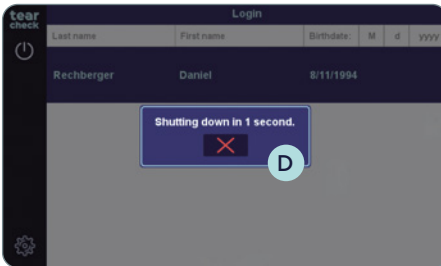 tear
check
Login
Last name First name Birthdate: M d yyyy
Rechberger Daniel 8/11/1994
Shutting down in 1 second.
D